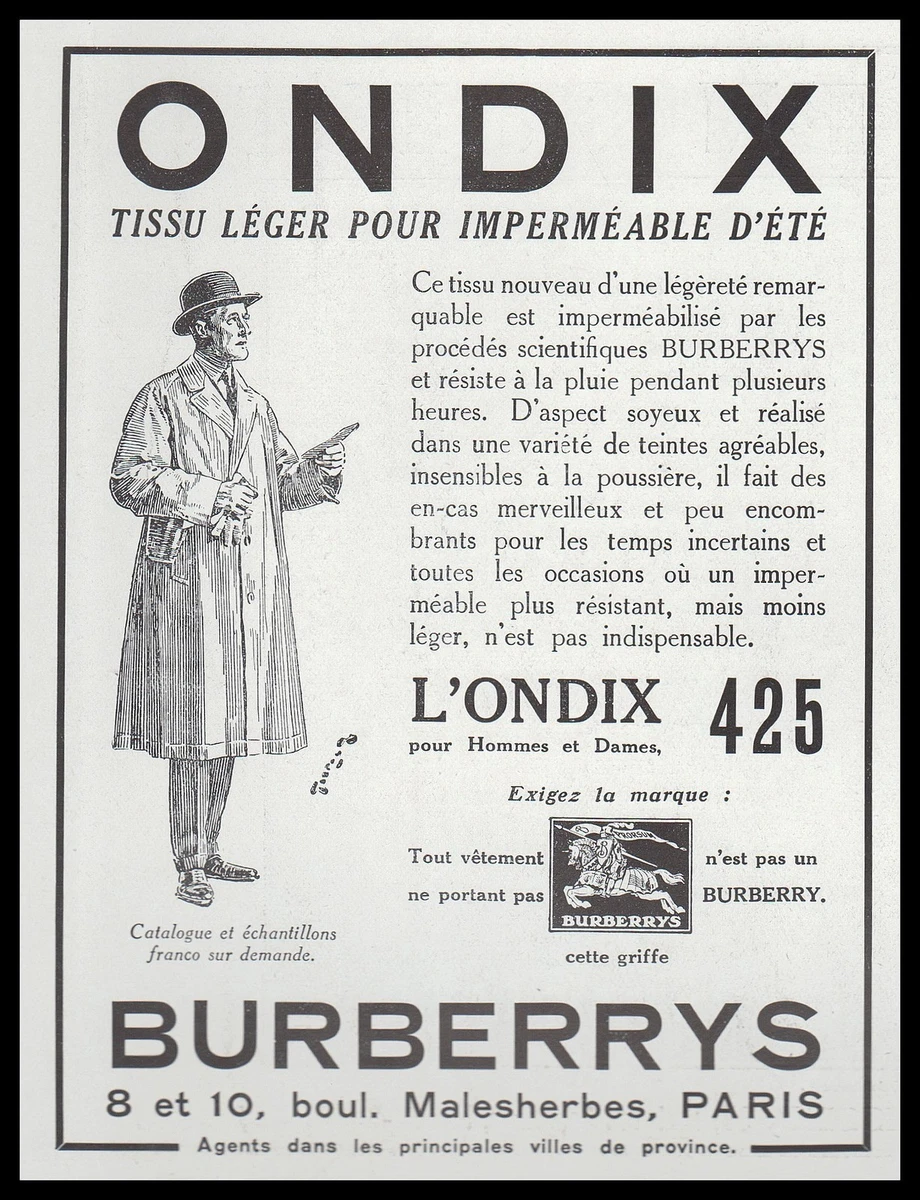 ONDIX
TISSU LÉGER POUR IMPERMÉABLE D'ÉTÉ
Ce tissu nouveau d'une légèreté remar-
quable est imperméabilisé par les
procédés scientifiques BURBERRYS
et résiste à la pluie pendant plusieurs
heures. D'aspect soyeux et réalisé
dans une variété de teintes agréables,
insensibles à la poussière, il fait des
en-cas merveilleux et peu encom-
brants pour les temps incertains et
toutes les occasions où un imper-
méable plus résistant, mais moins
léger, n'est pas indispensable.
L'ONDIX 425
pour Hommes et Dames,
Exigez la marque :
PRORSUM
Tout vêtement n'est pas un
ne portant pas BURBERRY.
BURBERRYS
cette griffe
Catalogue et échantillons
franco sur demande.
BURBERRYS
8 et 10, boul. Malesherbes, PARIS
Agents dans les principales villes de province.